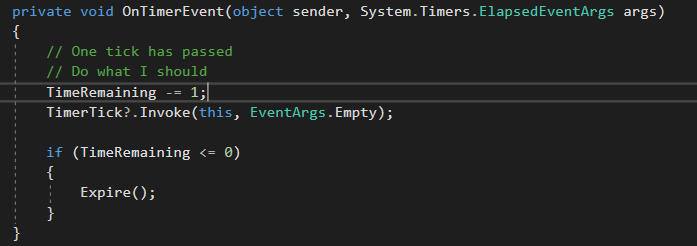 private void OnTimerEvent(object sender, System.Timers.ElapsedEventArgs args)
{
// One tick has passed
// Do what I should
TimeRemaining -= 1;
TimerTick?.Invoke(this, EventArgs.Empty);
if (TimeRemaining <= 0)
{
Expire();
}
}